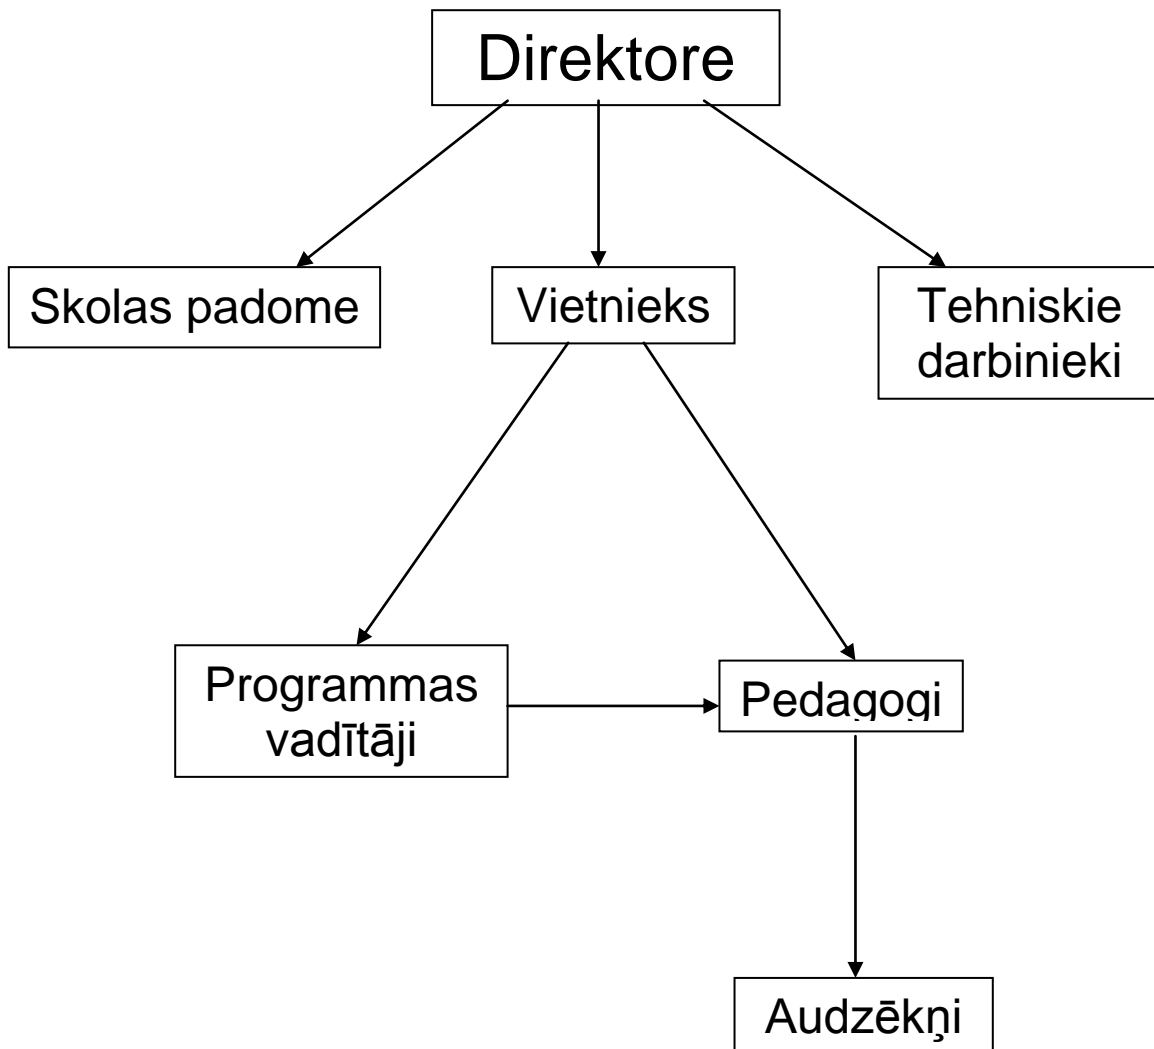 Direktore
Skolas padome
Vietnieks
Tehniskie
darbinieki
Programmas
vadītāji
Pedagogi
Audzēkņi